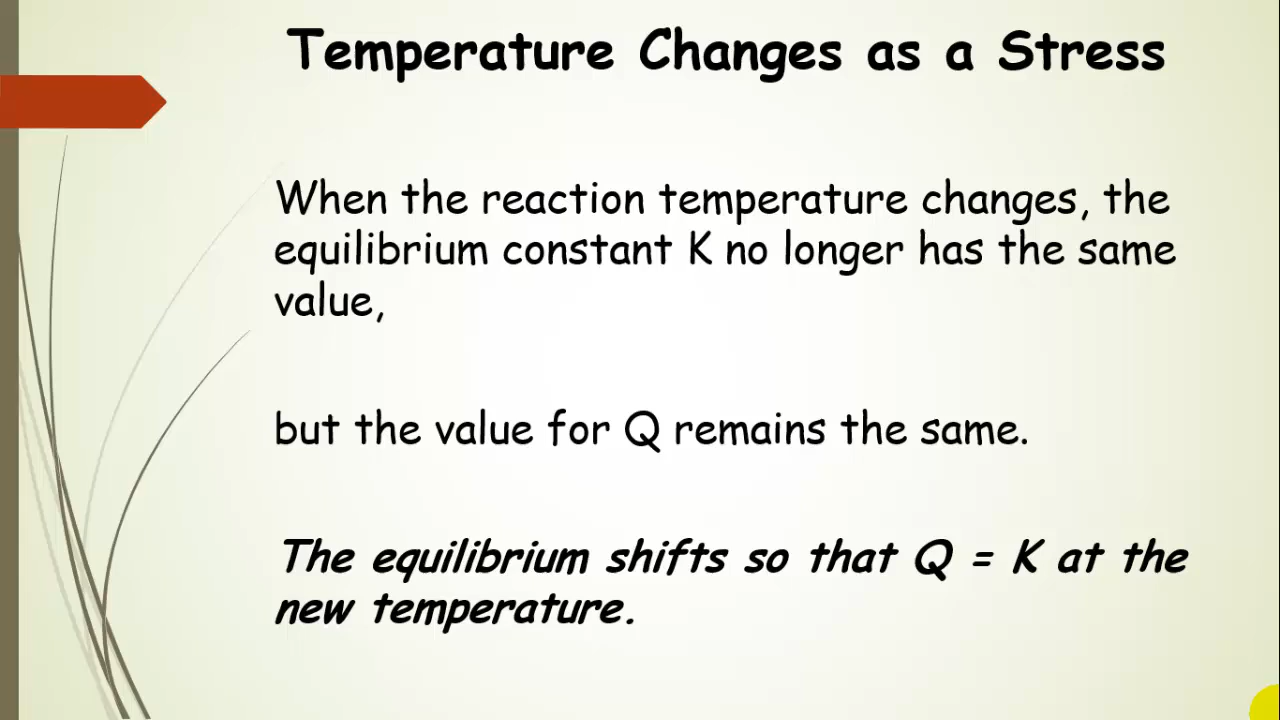 Temperature Changes as a Stress
When the reaction temperature changes, the
equilibrium constant K no longer has the same
value,
but the value for Q remains the same.
The equilibrium shifts so that Q = K at the
new temperature.